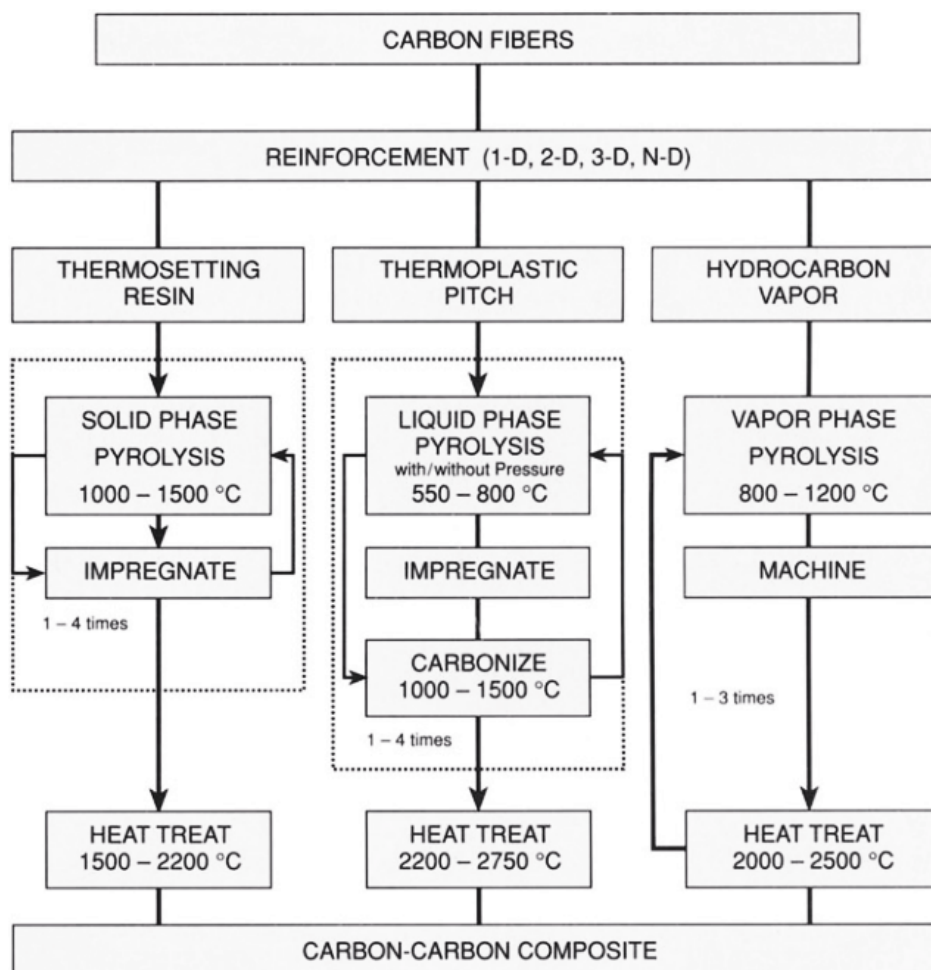 CARBON FIBERS
REINFORCEMENT (1-D, 2-D, 3-D, N-D)
THERMOSETTING
RESIN
THERMOPLASTIC
PITCH
HYDROCARBON
VAPOR
SOLID PHASE
PYROLYSIS
1000 – 1500 °C
IMPREGNATE
1 – 4 times
LIQUID PHASE
PYROLYSIS
with/without Pressure
550 – 800 °C
IMPREGNATE
CARBONIZE
1000 – 1500 °C
1 – 4 times
VAPOR PHASE
PYROLYSIS
800 – 1200 °C
MACHINE
1 – 3 times
HEAT TREAT
1500 – 2200 °C
HEAT TREAT
2200 – 2750 °C
HEAT TREAT
2000 – 2500 °C
CARBON-CARBON COMPOSITE